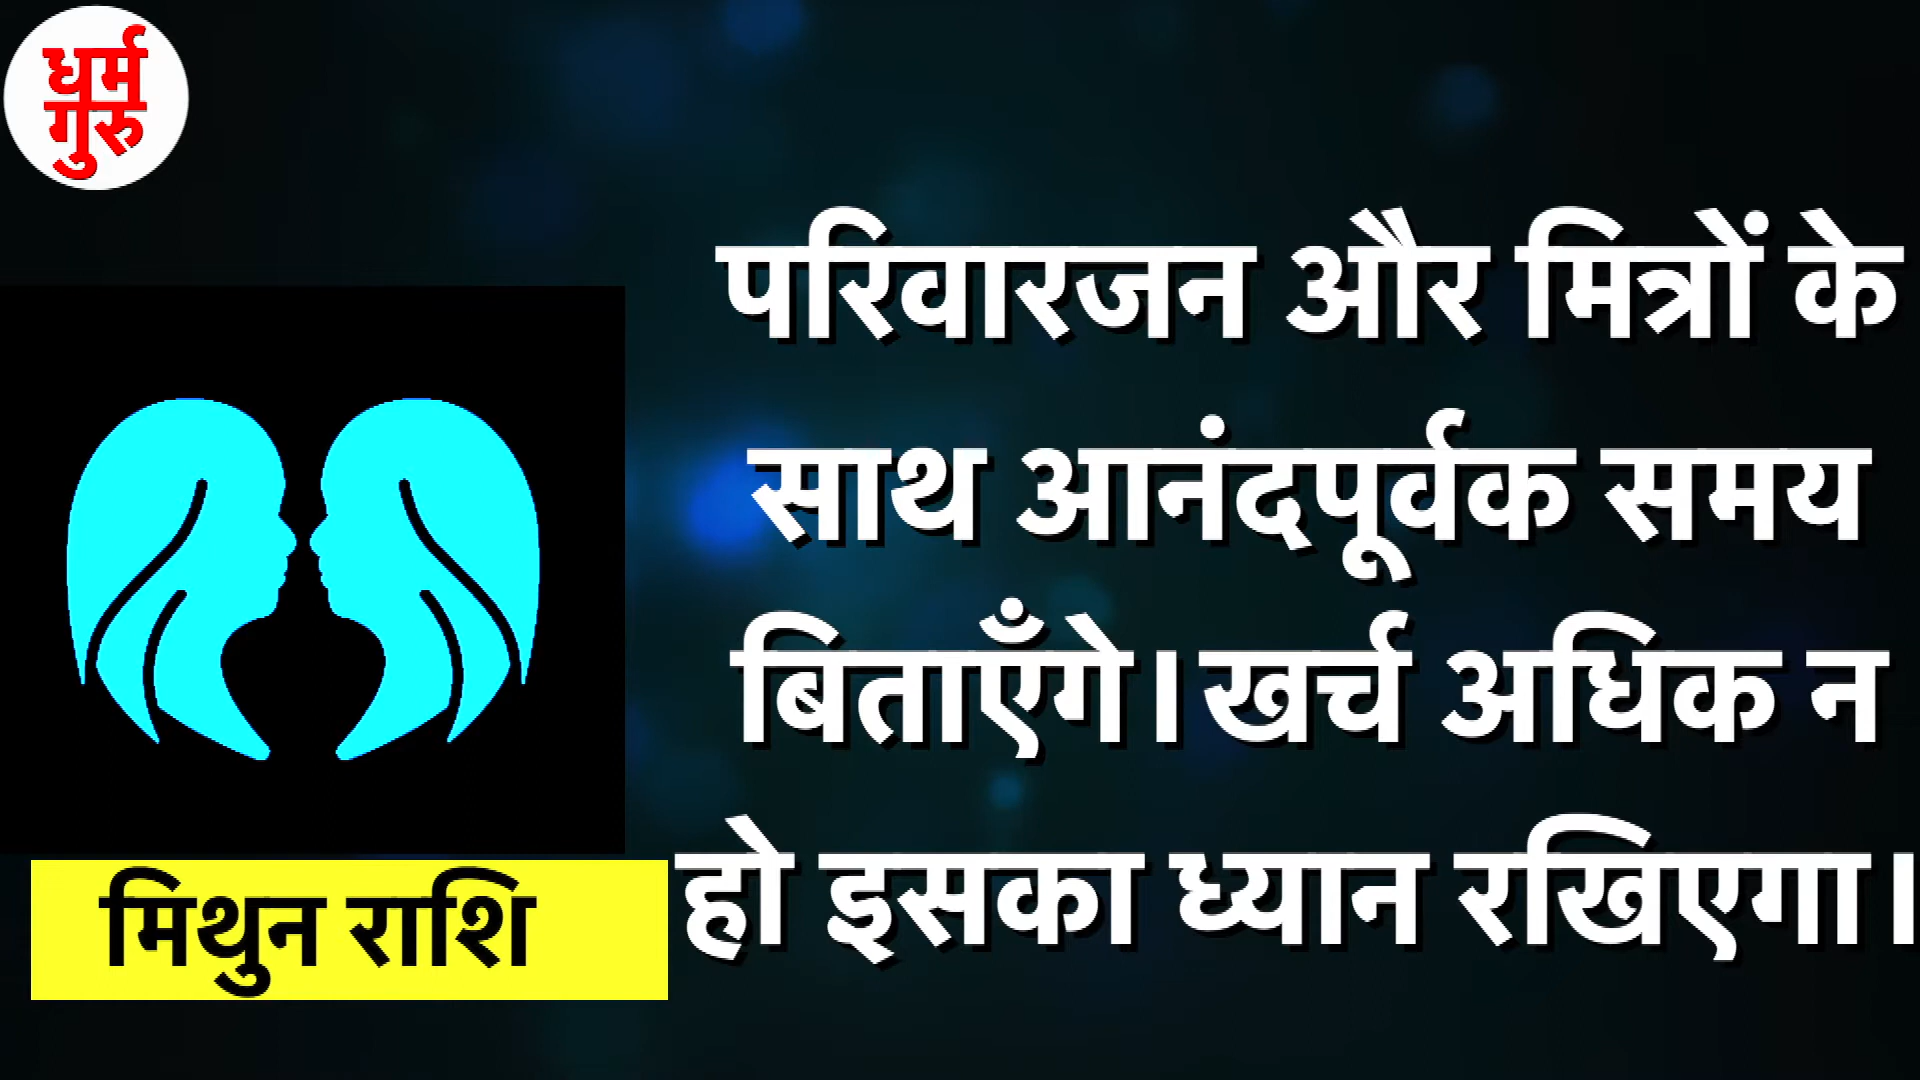 धर्म
गुरु
परिवारजन और मित्रों के
साथ आनंदपूर्वक समय
बिताएँगे। खर्च अधिक न
हो इसका ध्यान रखिएगा।
मिथुन राशि